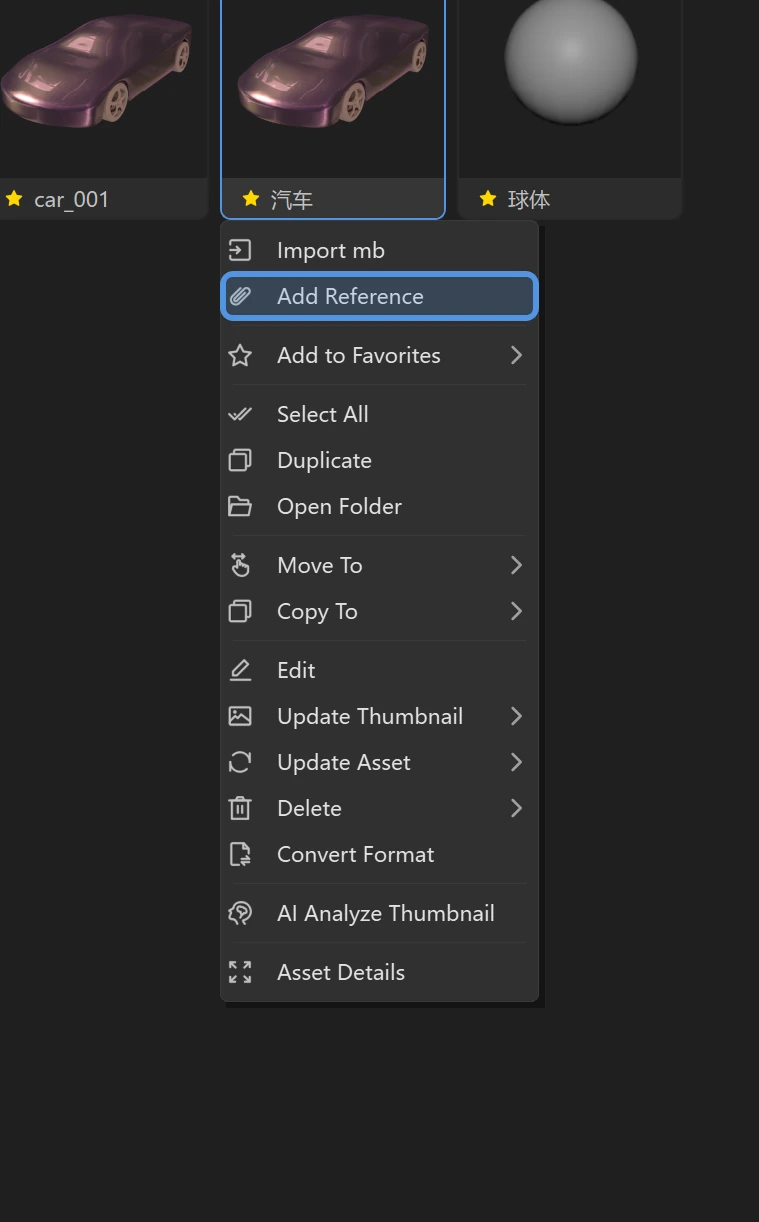 car_001
汽车
球体
Import mb
Add Reference
Add to Favorites
Select All
Duplicate
Open Folder
Move To
Copy To
Edit
Update Thumbnail
Update Asset
Delete
Convert Format
AI Analyze Thumbnail
Asset Details